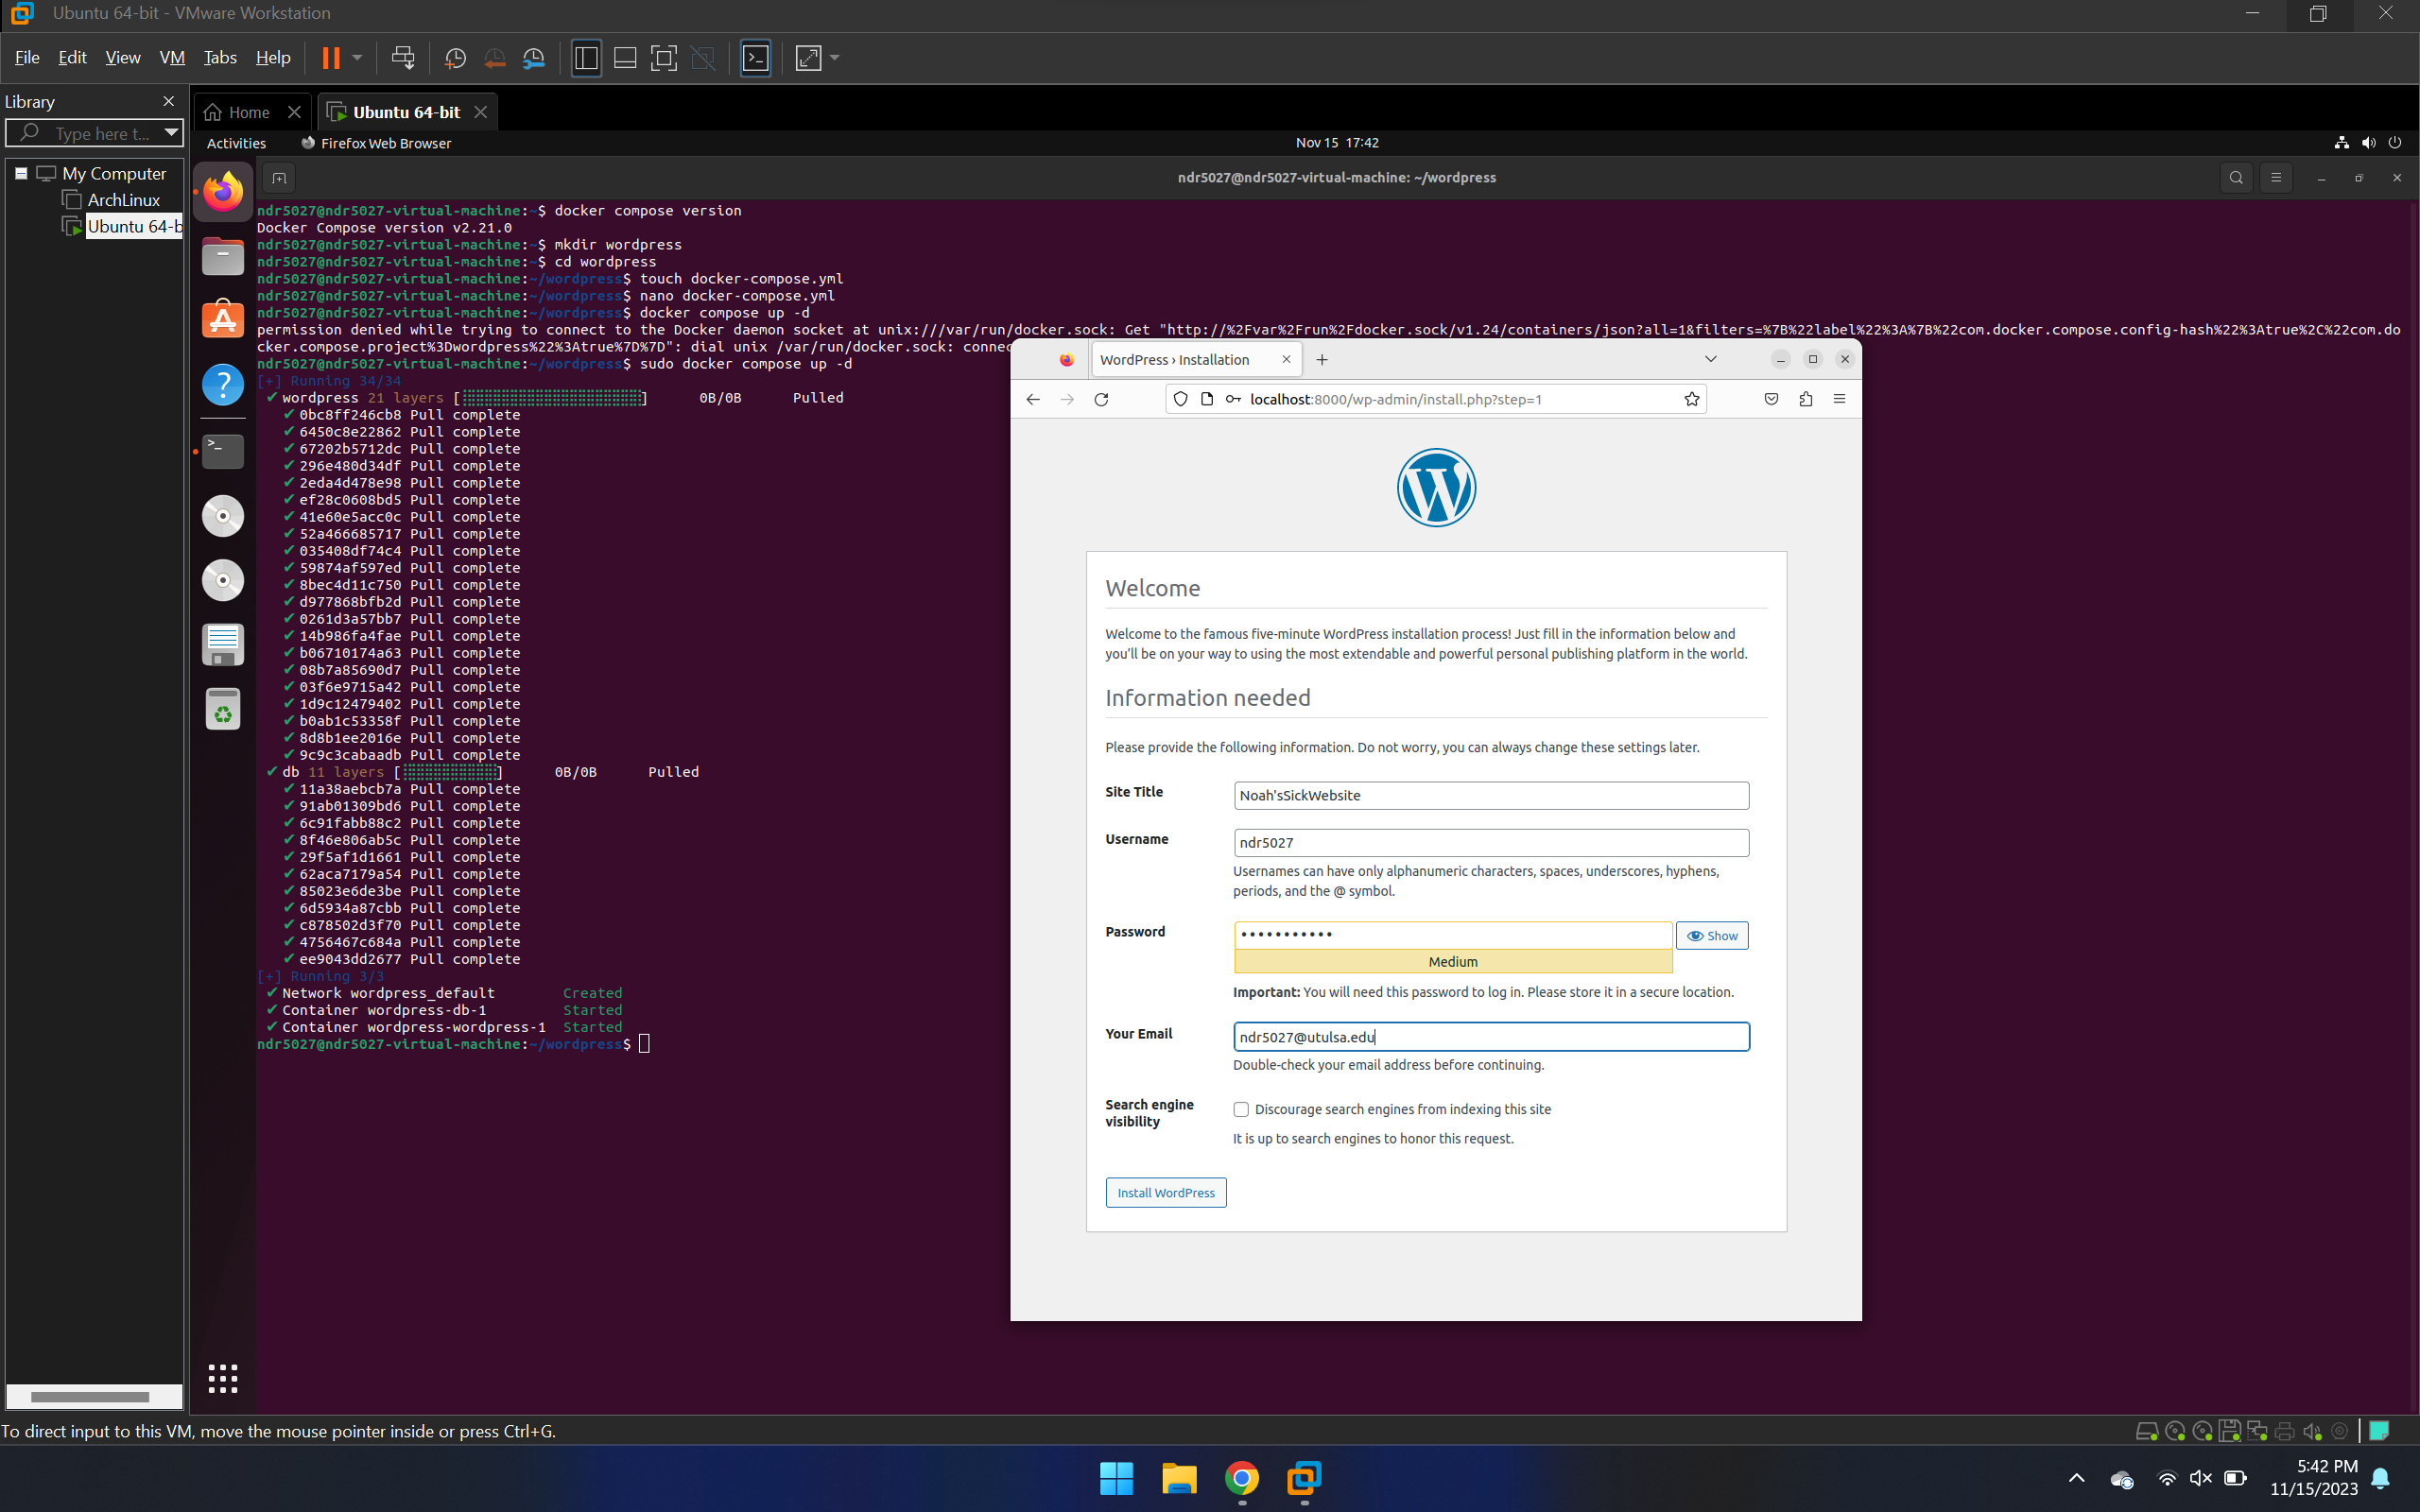 Ubuntu 64-bit - VMware Workstation
File Edit View VM Tabs Help
Library
Type here t...
My Computer
ArchLinux
Ubuntu 64-b
Home
Ubuntu 64-bit
Activities
Firefox Web Browser
Nov 15 17:42
ndr5027@ndr5027-virtual-machine: ~/wordpress
ndr5027@ndr5027-virtual-machine:~$ docker compose version
Docker Compose version v2.21.0
ndr5027@ndr5027-virtual-machine:~$ mkdir wordpress
ndr5027@ndr5027-virtual-machine:~$ cd wordpress
ndr5027@ndr5027-virtual-machine:~/wordpress$ touch docker-compose.yml
ndr5027@ndr5027-virtual-machine:~/wordpress$ nano docker-compose.yml
ndr5027@ndr5027-virtual-machine:~/wordpress$ docker compose up -d
permission denied while trying to connect to the Docker daemon socket at unix:///var/run/docker.sock: Get "http://%2Fvar%2Frun%2Fdocker.sock/v1.24/containers/json?all=1&filters=%7B%22label%22%3A%7B%22com.docker.compose.config-hash%22%3Atrue%2C%22com.do
cker.compose.project%3Dwordpress%22%3Atrue%7D%7D": dial unix /var/run/docker.sock: connec
ndr5027@ndr5027-virtual-machine:~/wordpress$ sudo docker compose up -d
[+] Running 34/34
✔ wordpress 21 layers [⣿⣿⣿⣿⣿⣿⣿⣿⣿⣿⣿⣿⣿⣿⣿⣿⣿⣿⣿⣿⣿] 0B/0B Pulled
✔ 0bc8ff246cb8 Pull complete
✔ 6450c8e22862 Pull complete
✔ 67202b5712dc Pull complete
✔ 296e480d34df Pull complete
✔ 2eda4d478e98 Pull complete
✔ ef28c0608bd5 Pull complete
✔ 41e60e5acc0c Pull complete
✔ 52a466685717 Pull complete
✔ 035408df74c4 Pull complete
✔ 59874af597ed Pull complete
✔ 8bec4d11c750 Pull complete
✔ d977868bfb2d Pull complete
✔ 0261d3a57bb7 Pull complete
✔ 14b986fa4fae Pull complete
✔ b06710174a63 Pull complete
✔ 08b7a85690d7 Pull complete
✔ 03f6e9715a42 Pull complete
✔ 1d9c12479402 Pull complete
✔ b0ab1c53358f Pull complete
✔ 8d8b1ee2016e Pull complete
✔ 9c9c3cabaadb Pull complete
✔ db 11 layers [⣿⣿⣿⣿⣿⣿⣿⣿⣿⣿⣿] 0B/0B Pulled
✔ 11a38aebcb7a Pull complete
✔ 91ab01309bd6 Pull complete
✔ 6c91fabb88c2 Pull complete
✔ 8f46e806ab5c Pull complete
✔ 29f5af1d1661 Pull complete
✔ 62aca7179a54 Pull complete
✔ 85023e6de3be Pull complete
✔ 6d5934a87cbb Pull complete
✔ c878502d3f70 Pull complete
✔ 4756467c684a Pull complete
✔ ee9043dd2677 Pull complete
[+] Running 3/3
✔ Network wordpress_default Created
✔ Container wordpress-db-1 Started
✔ Container wordpress-wordpress-1 Started
ndr5027@ndr5027-virtual-machine:~/wordpress$
WordPress › Installation
localhost:8000/wp-admin/install.php?step=1
Welcome
Welcome to the famous five-minute WordPress installation process! Just fill in the information below and
you'll be on your way to using the most extendable and powerful personal publishing platform in the world.
Information needed
Please provide the following information. Do not worry, you can always change these settings later.
Site Title
Noah'sSickWebsite
Username
ndr5027
Usernames can have only alphanumeric characters, spaces, underscores, hyphens,
periods, and the @ symbol.
Password
•••••••••••
Show
Medium
Important: You will need this password to log in. Please store it in a secure location.
Your Email
ndr5027@utulsa.edu
Double-check your email address before continuing.
Search engine
visibility
Discourage search engines from indexing this site
It is up to search engines to honor this request.
Install WordPress
To direct input to this VM, move the mouse pointer inside or press Ctrl+G.
5:42 PM
11/15/2023